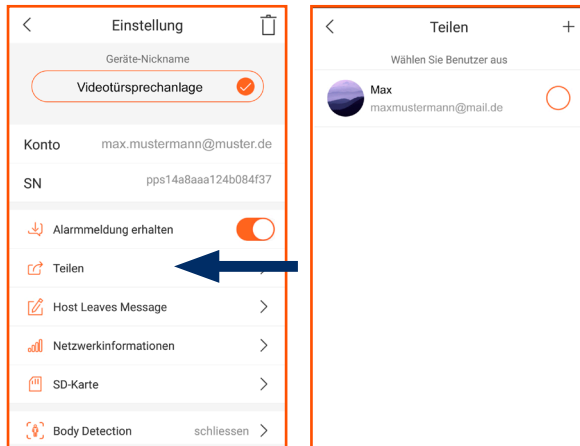 Einstellung
Geräte-Nickname
Videotürsprechanlage
Konto max.mustermann@muster.de
SN pps14a8aaa124b084f37
Alarmmeldung erhalten
Teilen
Host Leaves Message
Netzwerkinformationen
SD-Karte
Body Detection schliessen
Teilen
Wählen Sie Benutzer aus
Max
maxmustermann@mail.de